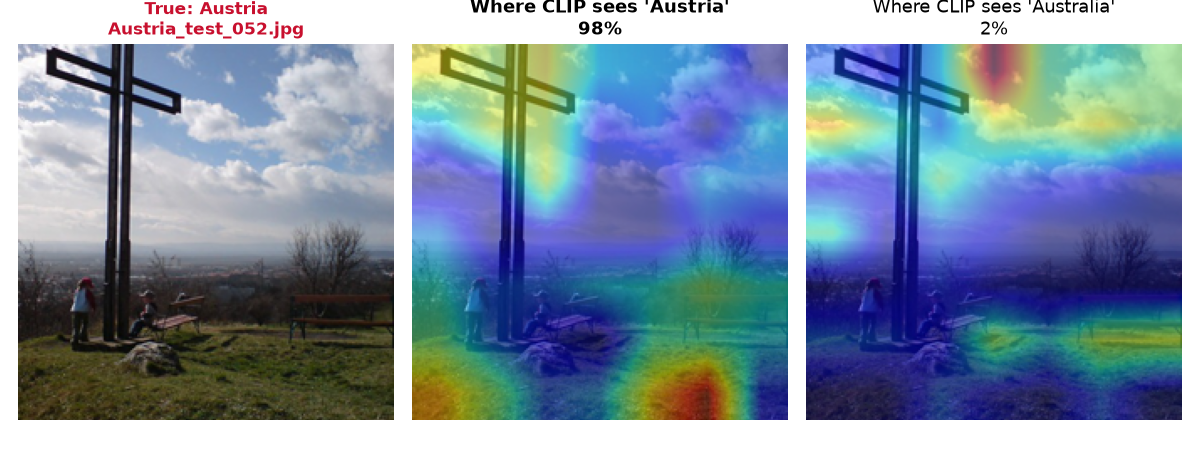 True: Austria
Austria_test_052.jpg
Where CLIP sees 'Austria'
98%
Where CLIP sees 'Australia'
2%